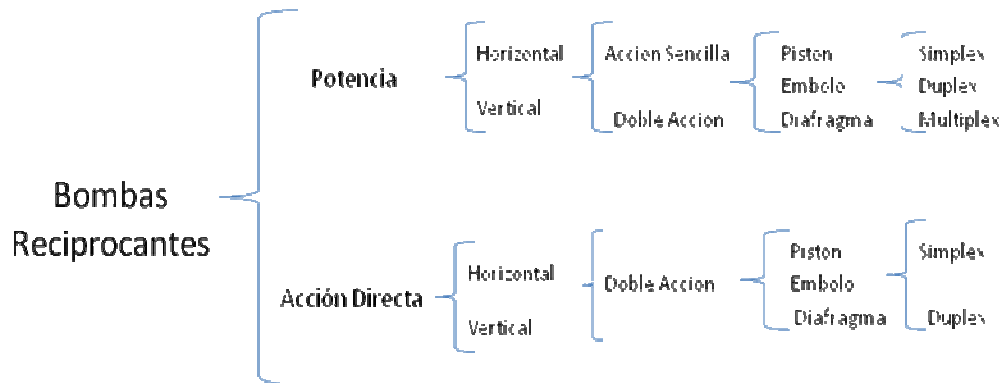 Bombas
Reciprocantes
Potencia
Horizontal
Vertical
Accion Sencilla
Doble Accion
Piston
Embolo
Diafragma
Simplex
Duplex
Multiplex
Acción Directa
Horizontal
Vertical
Doble Accion
Piston
Embolo
Diafragma
Simplex
Duplex